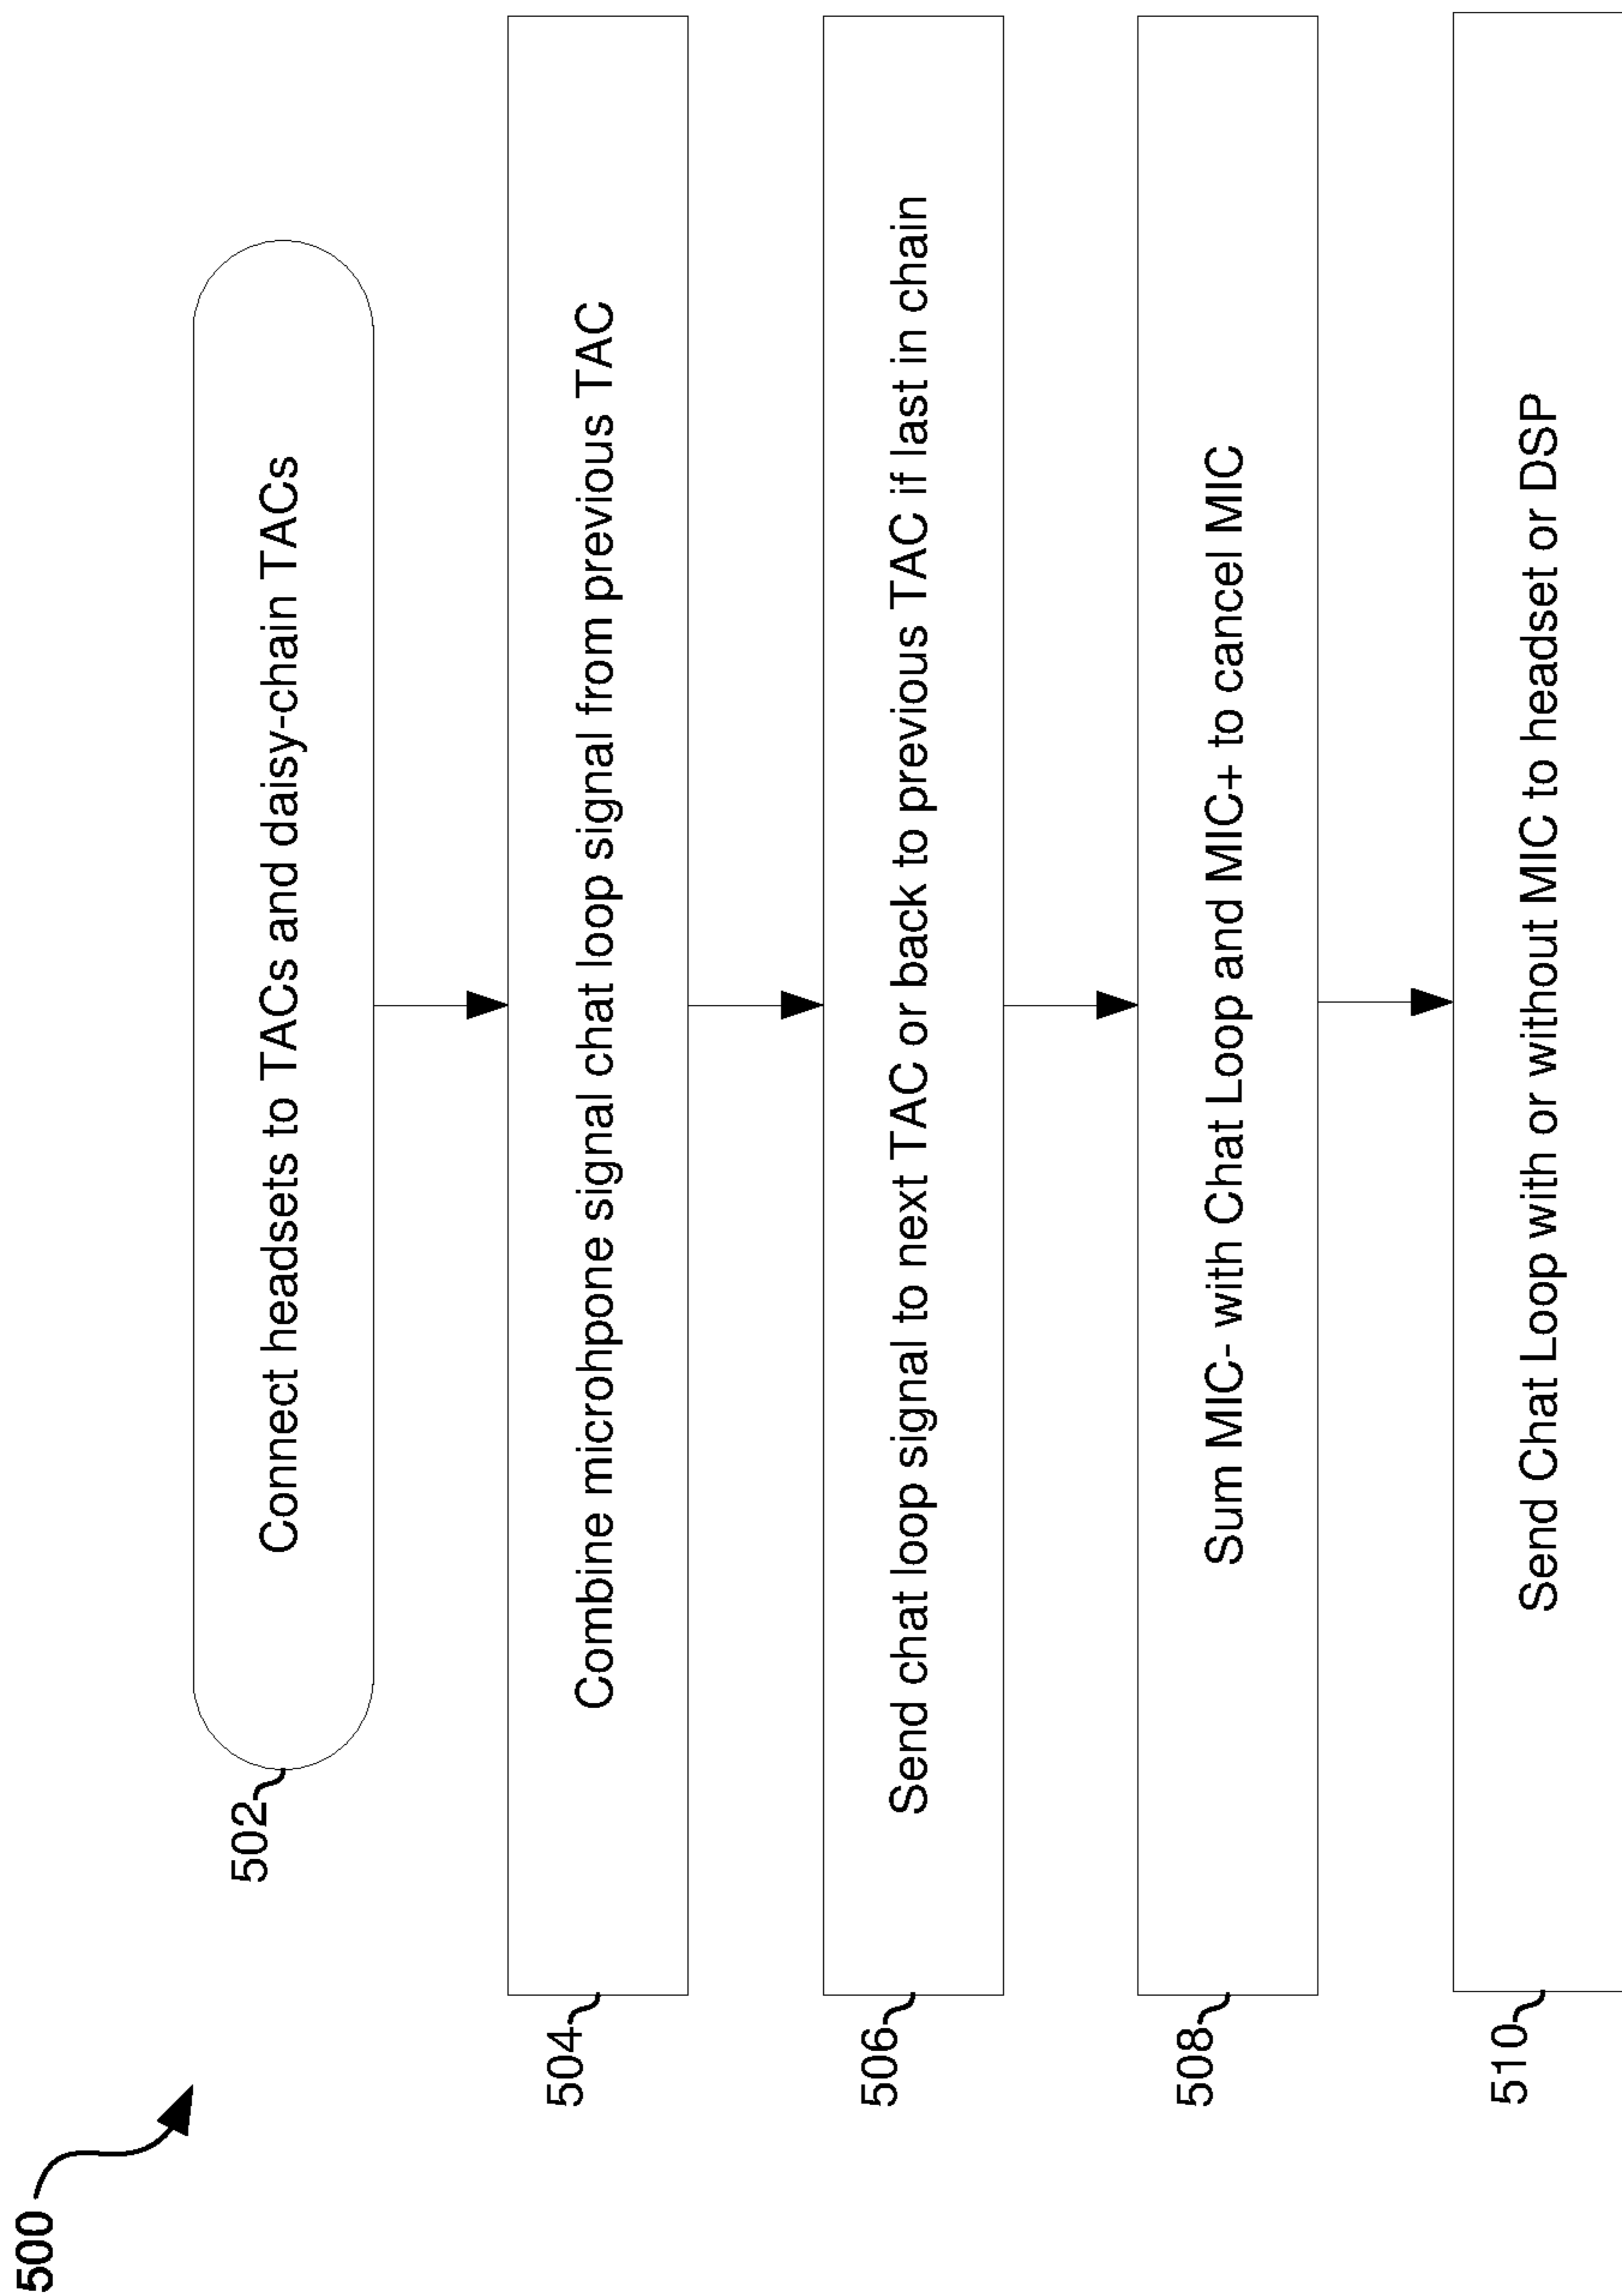 500
502
Connect headsets to TACs and daisy-chain TACs
504
Combine microhpone signal chat loop signal from previous TAC
506
Send chat loop signal to next TAC or back to previous TAC if last in chain
508
Sum MIC- with Chat Loop and MIC+ to cancel MIC
510
Send Chat Loop with or without MIC to headset or DSP